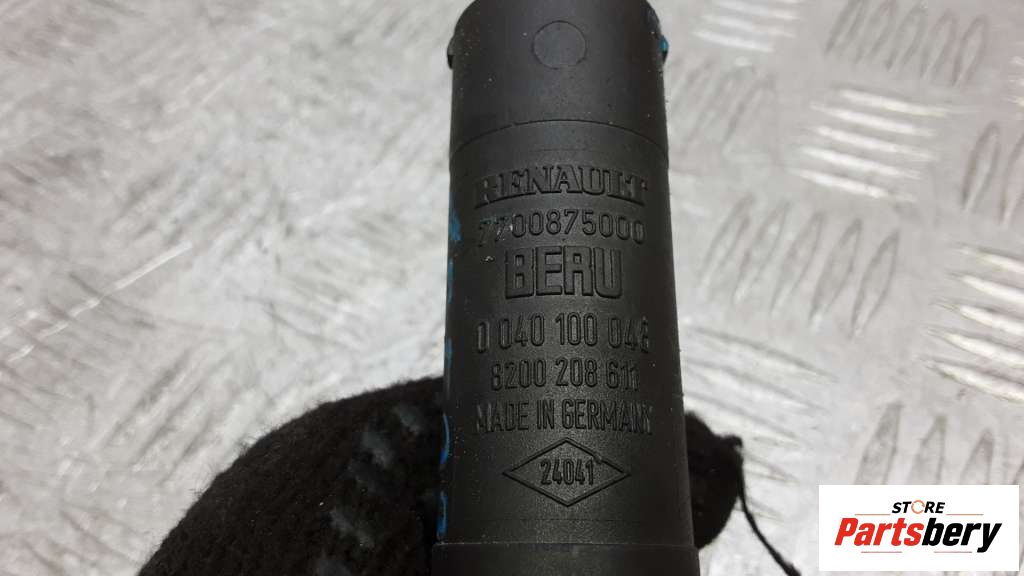 RENAULT
7700875000
BERU
0 040 100 048
8200 208 611
MADE IN GERMANY
24041
STORE
Partsbery